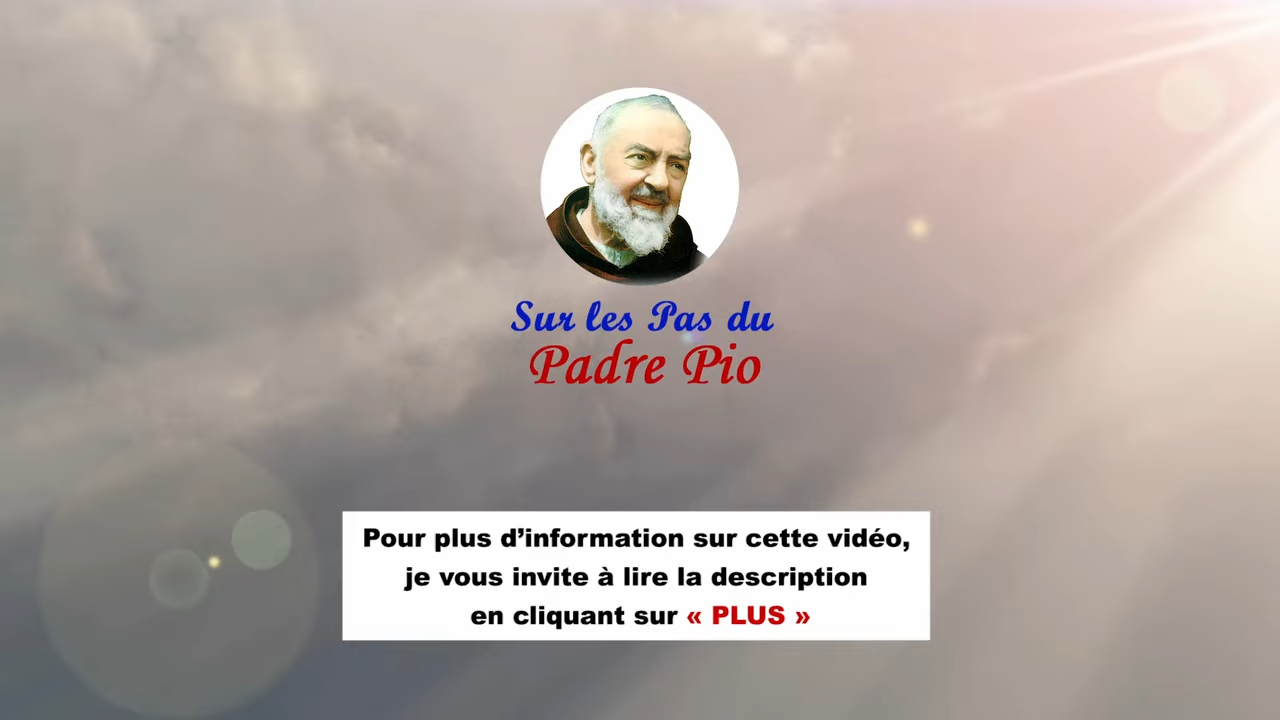 Sur les Pas du
Padre Pio
Pour plus d’information sur cette vidéo,
je vous invite à lire la description
en cliquant sur « PLUS »